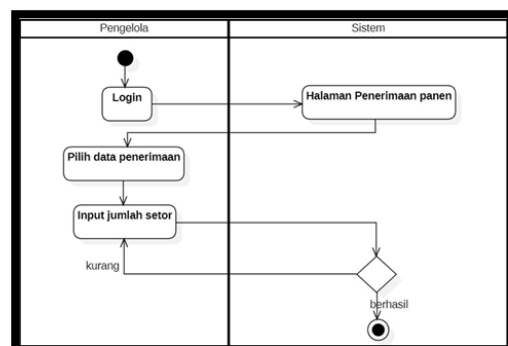 Pengelola
Sistem
Login
Halaman Penerimaan panen
Pilih data penerimaan
Input jumlah setor
kurang
berhasil